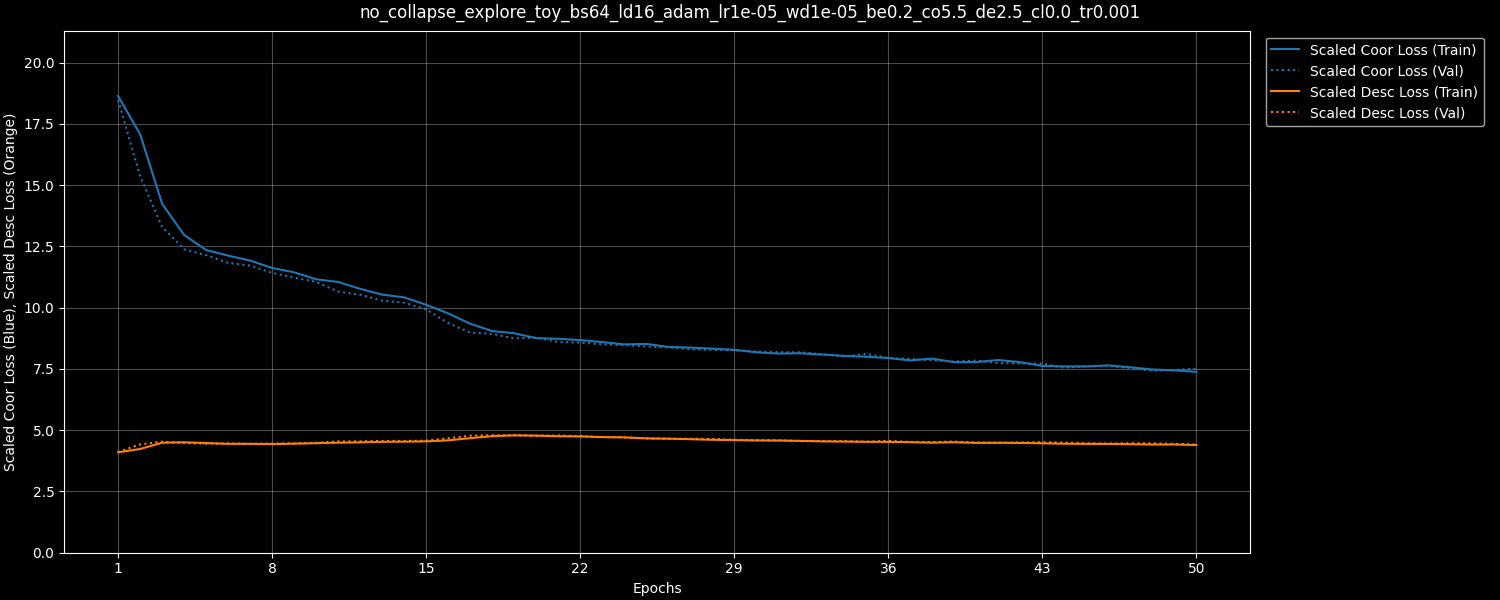 no_collapse_explore_toy_bs64_ld16_adam_lr1e-05_wd1e-05_be0.2_co5.5_de2.5_cl0.0_tr0.001
Scaled Coor Loss (Train)
Scaled Coor Loss (Val)
Scaled Desc Loss (Train)
Scaled Desc Loss (Val)
Scaled Coor Loss (Blue), Scaled Desc Loss (Orange)
20.0
17.5
15.0
12.5
10.0
7.5
5.0
2.5
0.0
1 8 15 22 29 36 43 50
Epochs